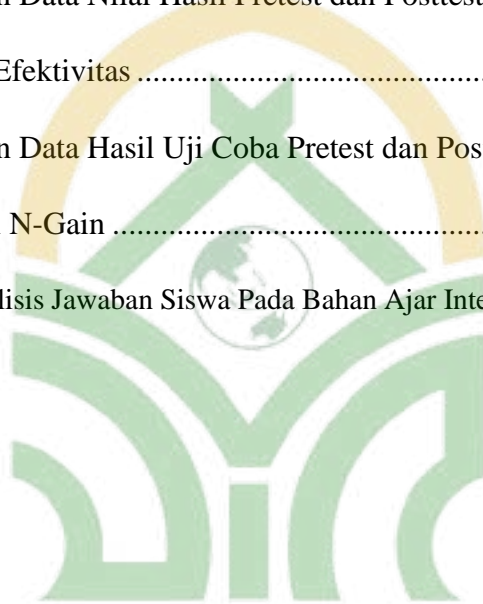 n Data Nilai Hasil Pretest dan Posttest
Efektivitas ............................................
n Data Hasil Uji Coba Pretest dan Pos
N-Gain ................................................
lisis Jawaban Siswa Pada Bahan Ajar Inte